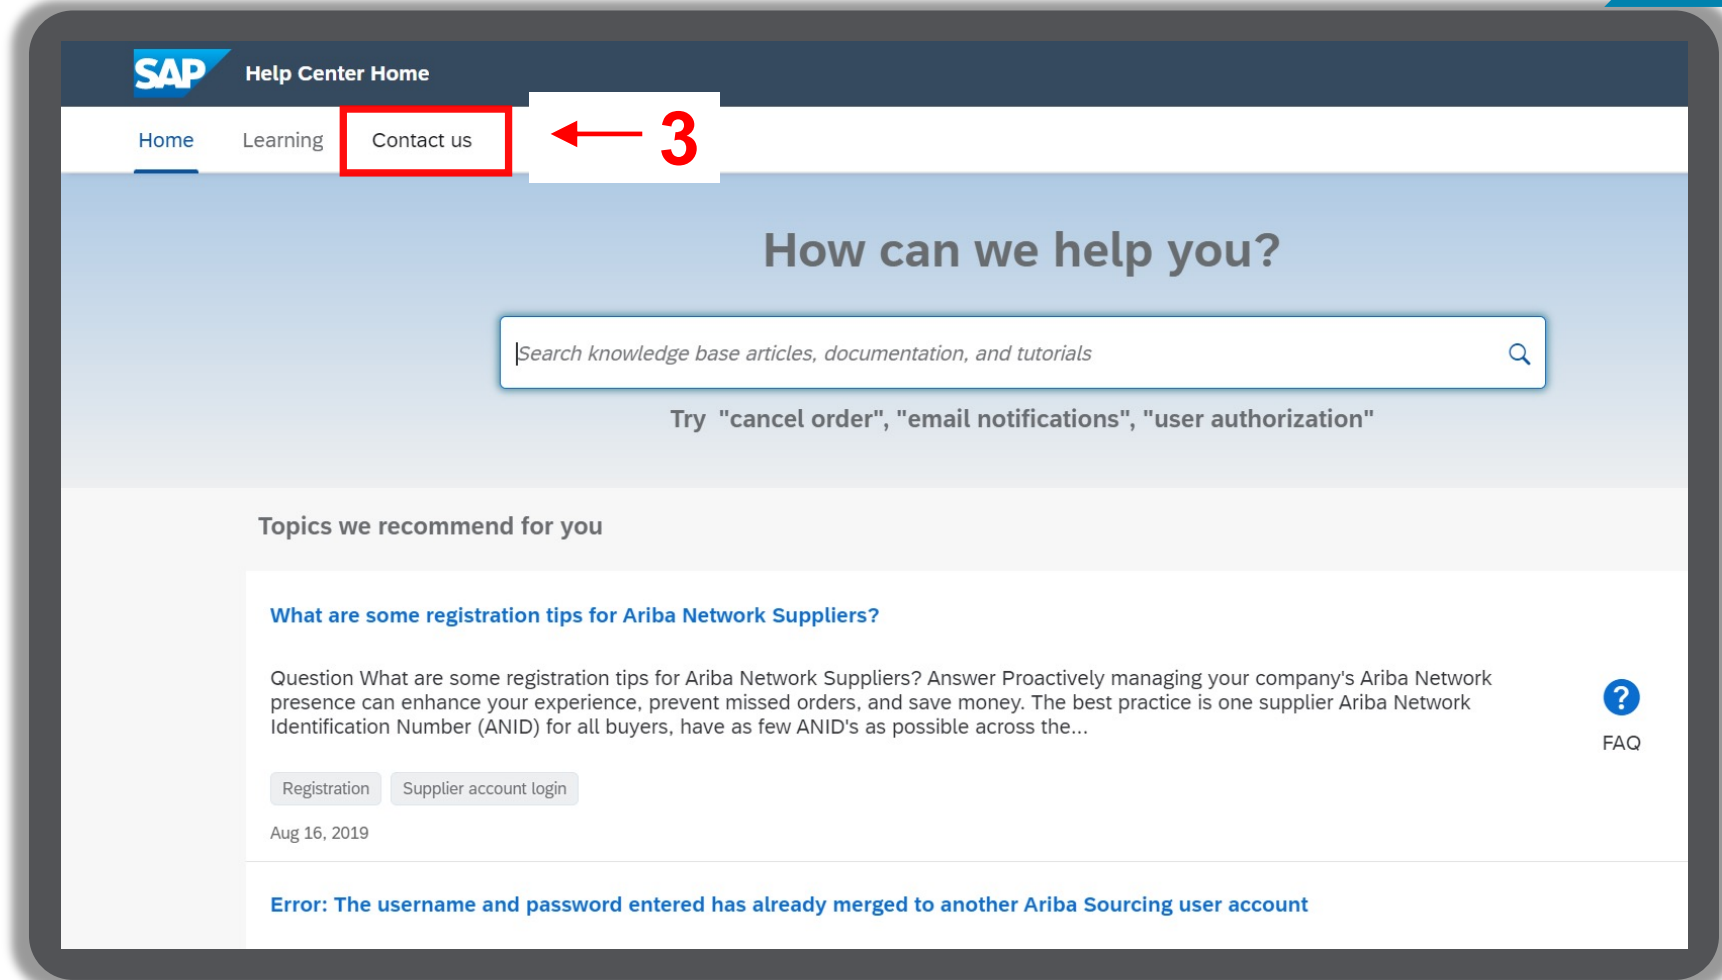 SAP Help Center Home
Home Learning Contact us 3
How can we help you?
Search knowledge base articles, documentation, and tutorials
Try "cancel order", "email notifications", "user authorization"
Topics we recommend for you
What are some registration tips for Ariba Network Suppliers?
Question What are some registration tips for Ariba Network Suppliers? Answer Proactively managing your company's Ariba Network
presence can enhance your experience, prevent missed orders, and save money. The best practice is one supplier Ariba Network
Identification Number (ANID) for all buyers, have as few ANID's as possible across the...
?
FAQ
Registration Supplier account login
Aug 16, 2019
Error: The username and password entered has already merged to another Ariba Sourcing user account